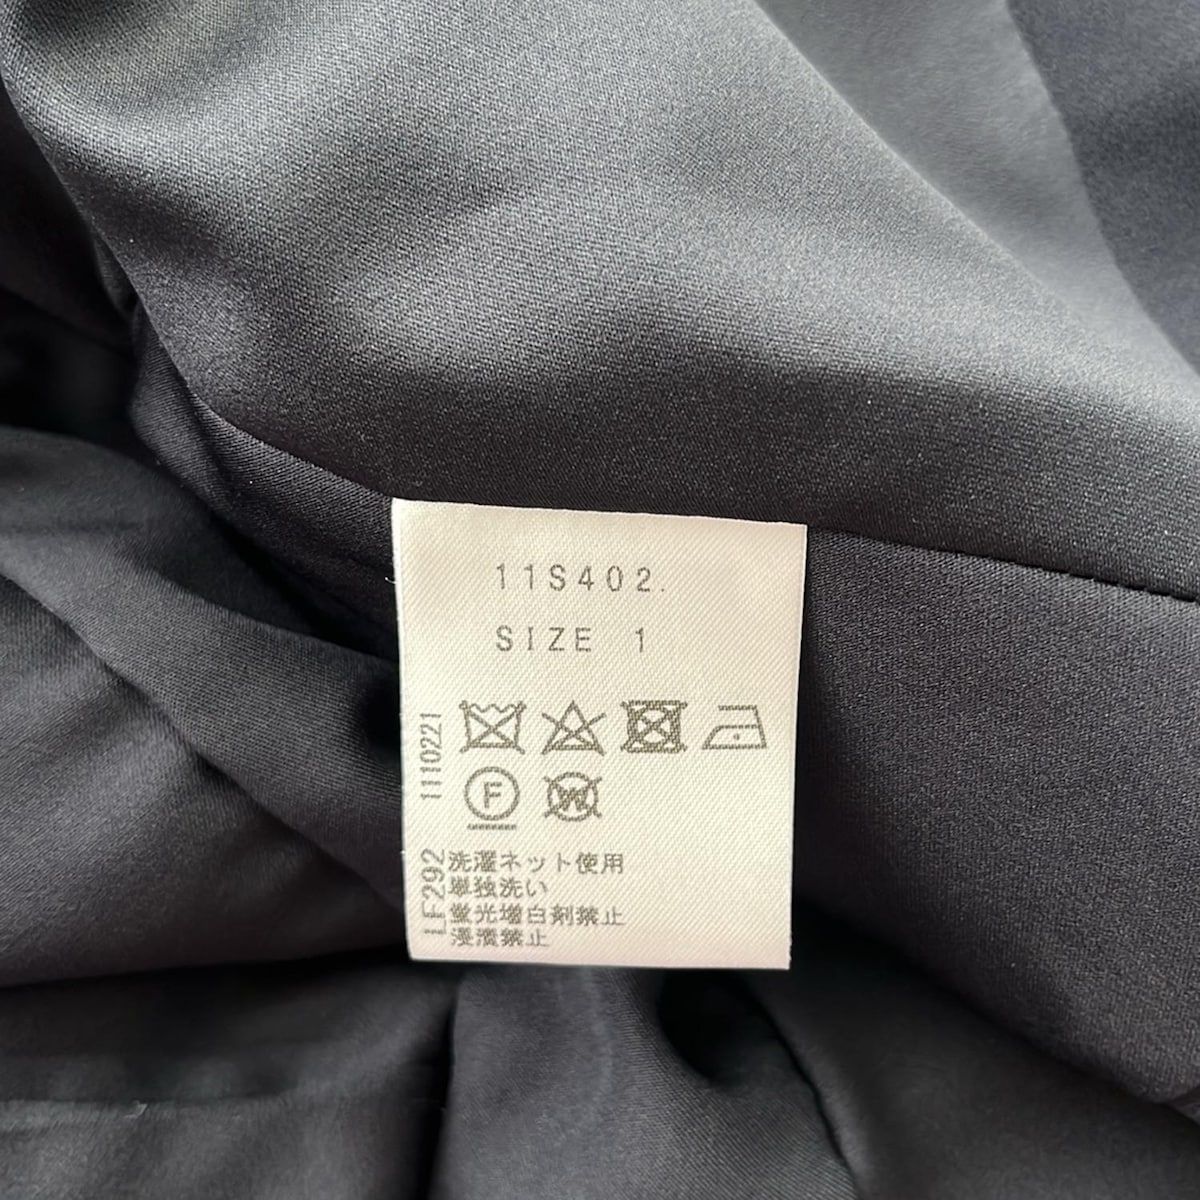 11S402.
SIZE 1
1110221
F
W
LF292
洗濯ネット使用
単独洗い
蛍光増白剤禁止
浸漬禁止